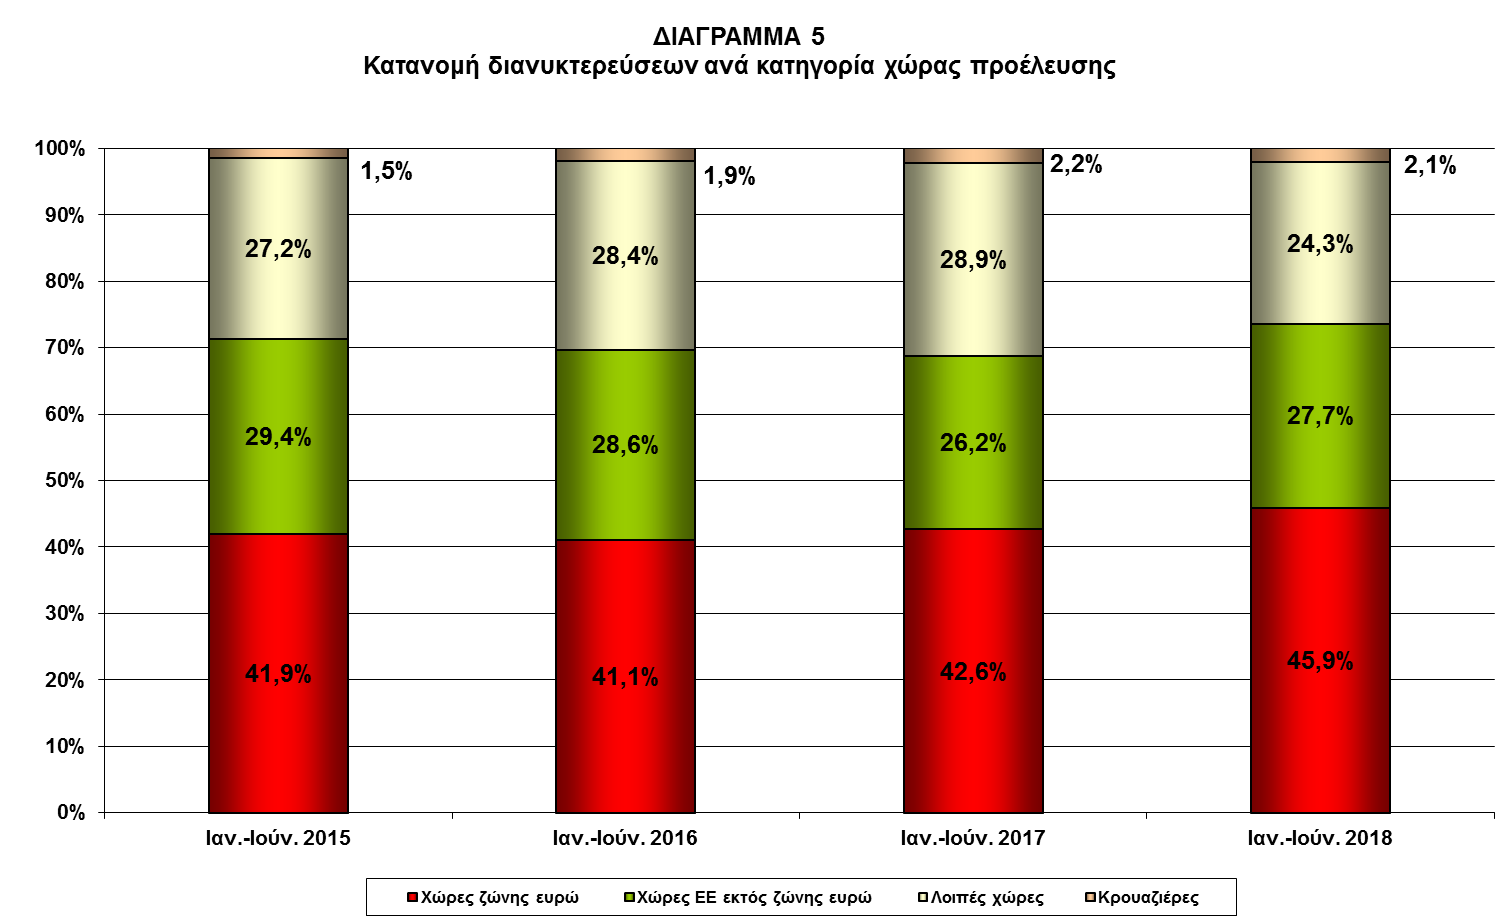 ΔΙΑΓΡΑΜΜΑ 5
Κατανομή διανυκτερεύσεων ανά κατηγορία χώρας προέλευσης
100%
90%
80%
70%
60%
50%
40%
30%
20%
10%
0%
1,5%
1,9%
2,2%
2,1%
27,2%
28,4%
28,9%
24,3%
29,4%
28,6%
26,2%
27,7%
41,9%
41,1%
42,6%
45,9%
Ιαν.-Ιούν. 2015
Ιαν.-Ιούν. 2016
Ιαν.-Ιούν. 2017
Ιαν.-Ιούν. 2018
Χώρες ζώνης ευρώ
Χώρες ΕΕ εκτός ζώνης ευρώ
Λοιπές χώρες
Κρουαζιέρες